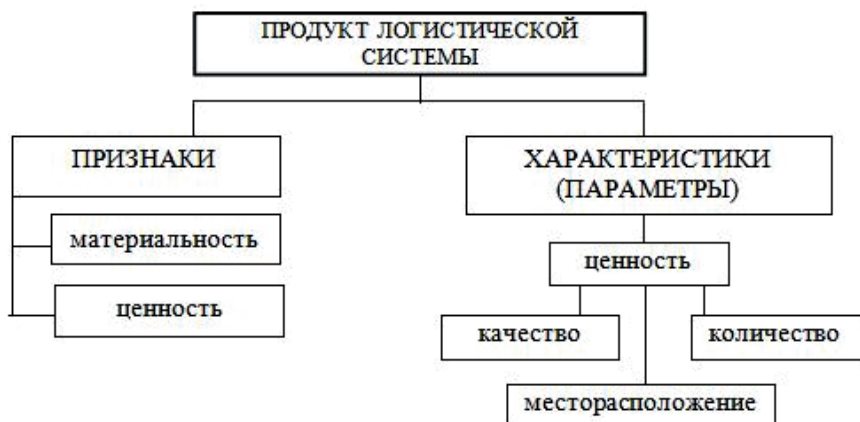 ПРОДУКТ ЛОГИСТИЧЕСКОЙ
СИСТЕМЫ
ПРИЗНАКИ
материальность
ценность
ХАРАКТЕРИСТИКИ
(ПАРАМЕТРЫ)
ценность
качество
количество
месторасположение